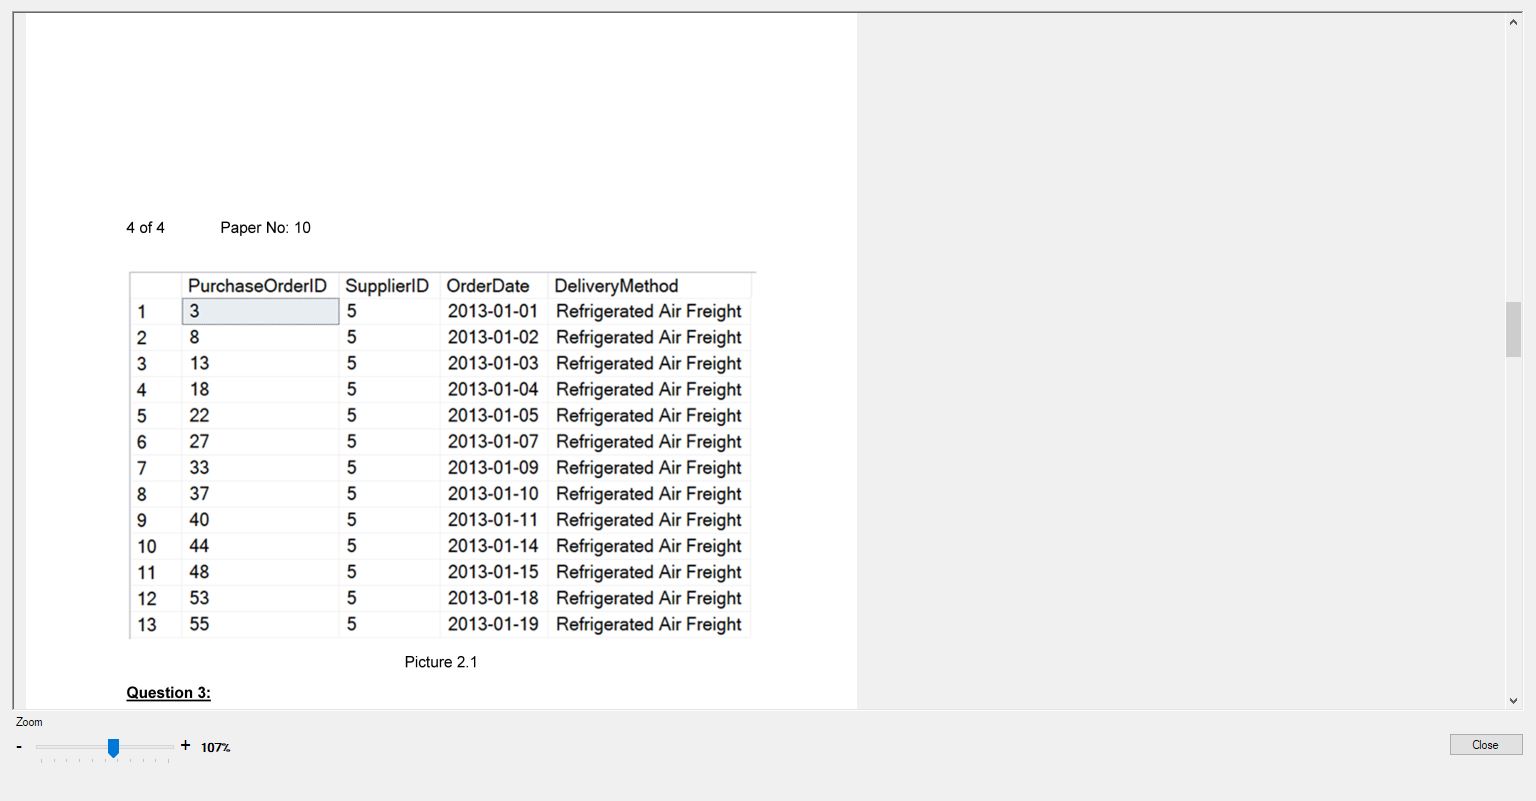 4 of 4 Paper No: 10
PurchaseOrderID SupplierID OrderDate DeliveryMethod
1 3 5 2013-01-01 Refrigerated Air Freight
2 8 5 2013-01-02 Refrigerated Air Freight
3 13 5 2013-01-03 Refrigerated Air Freight
4 18 5 2013-01-04 Refrigerated Air Freight
5 22 5 2013-01-05 Refrigerated Air Freight
6 27 5 2013-01-07 Refrigerated Air Freight
7 33 5 2013-01-09 Refrigerated Air Freight
8 37 5 2013-01-10 Refrigerated Air Freight
9 40 5 2013-01-11 Refrigerated Air Freight
10 44 5 2013-01-14 Refrigerated Air Freight
11 48 5 2013-01-15 Refrigerated Air Freight
12 53 5 2013-01-18 Refrigerated Air Freight
13 55 5 2013-01-19 Refrigerated Air Freight
Picture 2.1
Question 3:
Zoom
- + 107% Close